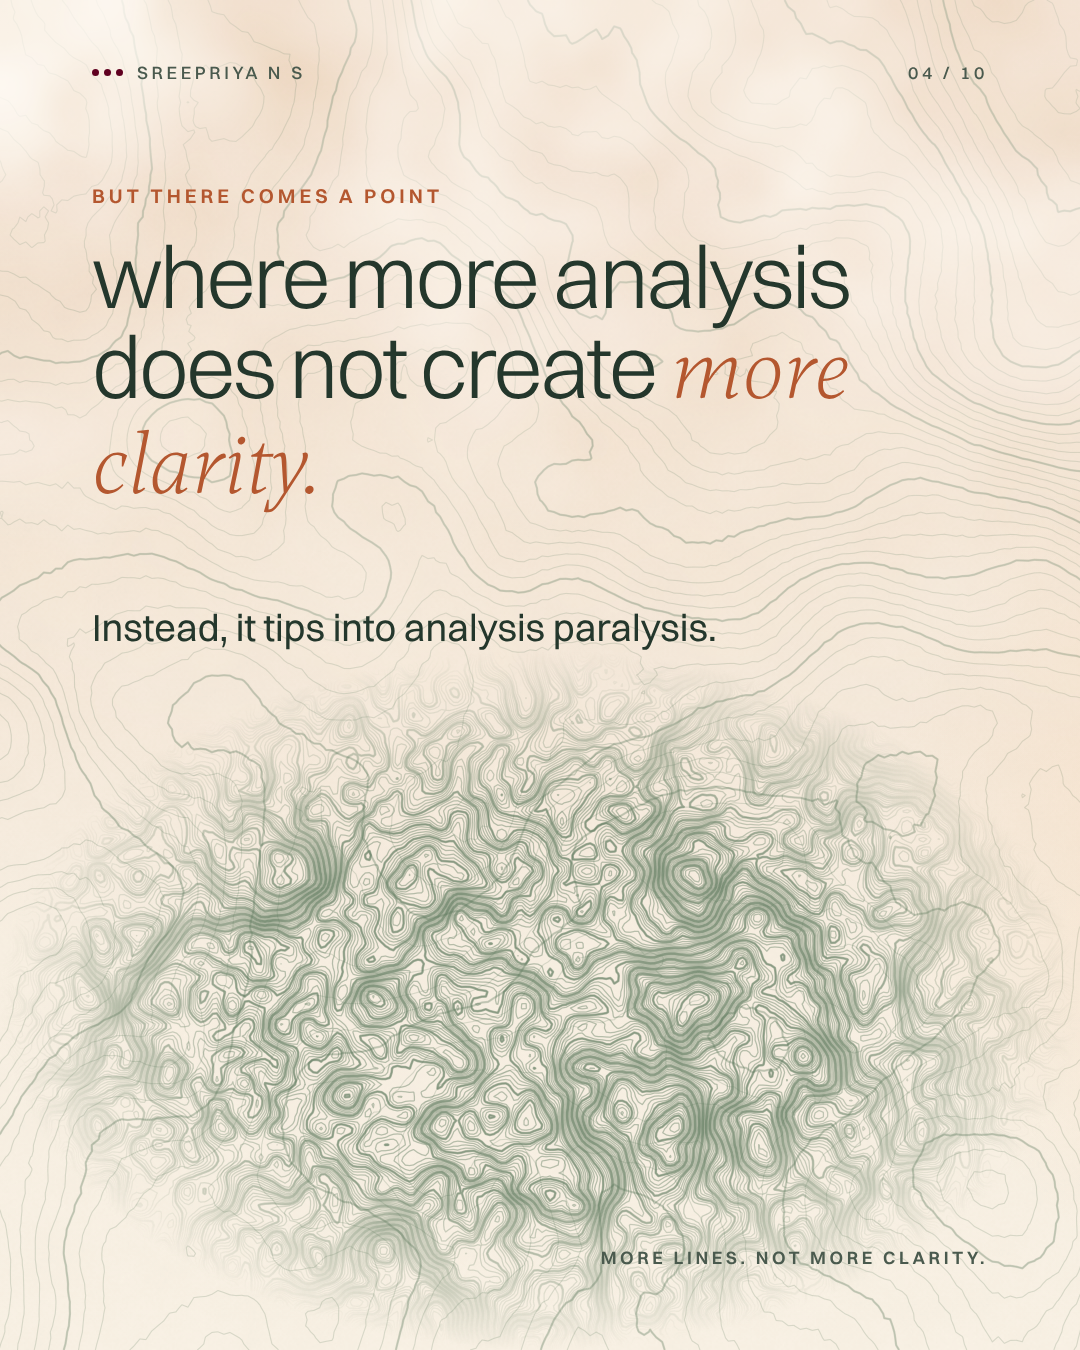 SREEPRIYA N S
04 / 10
BUT THERE COMES A POINT
where more analysis
does not create more
clarity.
Instead, it tips into analysis paralysis.
MORE LINES. NOT MORE CLARITY.